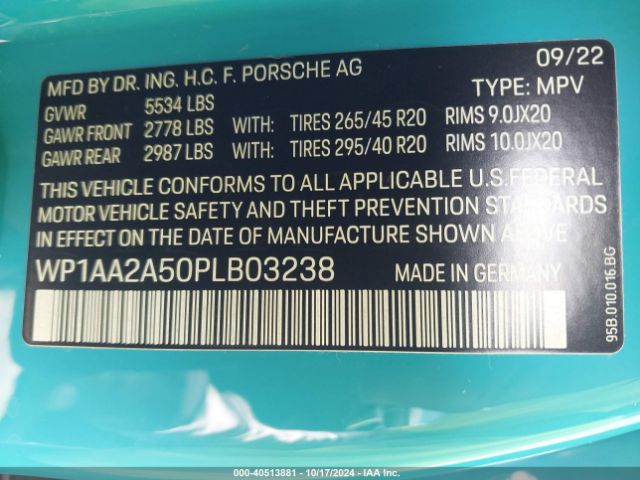 MFD BY DR. ING. H.C. F. PORSCHE AG 09/22
GVWR 5534 LBS TYPE: MPV
GAWR FRONT 2778 LBS WITH: TIRES 265/45 R20 RIMS 9.0JX20
GAWR REAR 2987 LBS WITH: TIRES 295/40 R20 RIMS 10.0JX20
THIS VEHICLE CONFORMS TO ALL APPLICABLE U.S. FEDERAL
MOTOR VEHICLE SAFETY AND THEFT PREVENTION STANDARDS
IN EFFECT ON THE DATE OF MANUFACTURE SHOWN ABOVE
WP1AA2A50PLB03238 MADE IN GERMANY
95B.010.016.BG
000-40513881 - 10/17/2024 - IAA Inc.